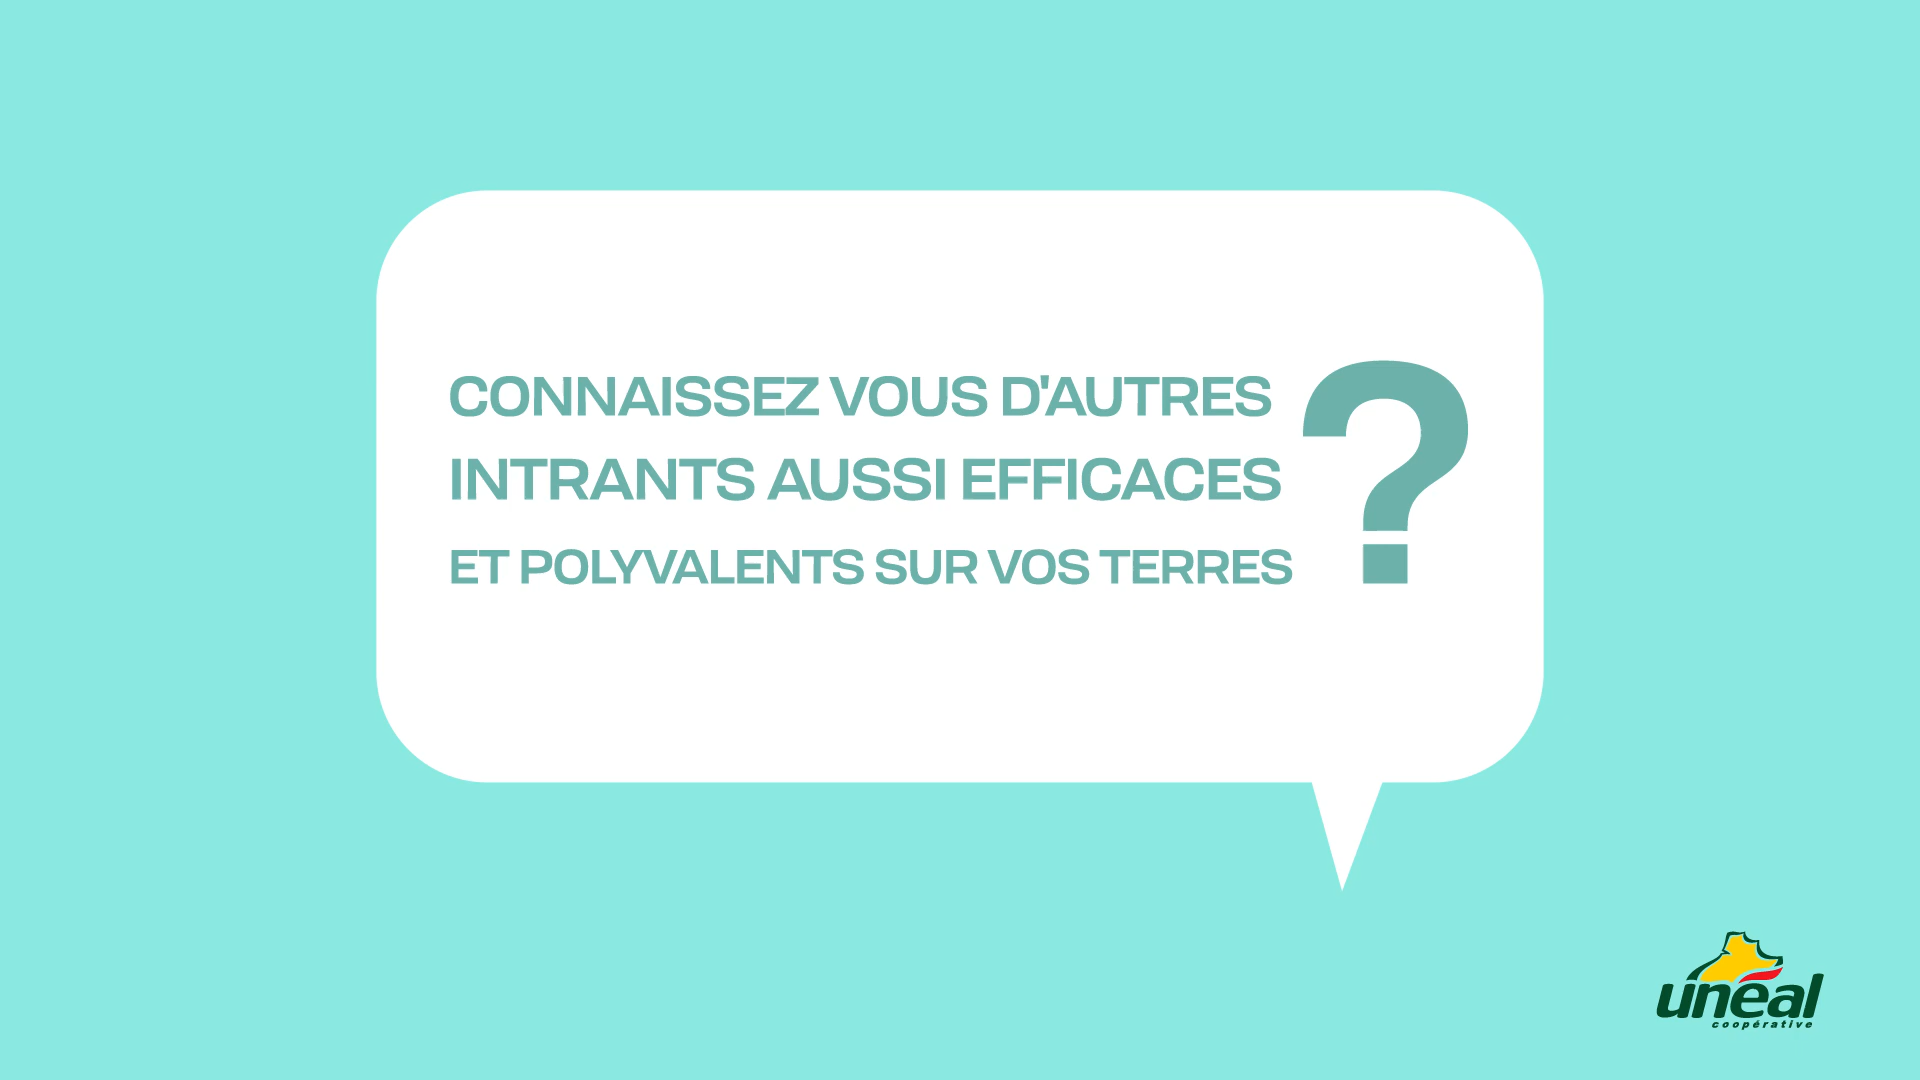 CONNAISSEZ VOUS D'AUTRES
INTRANTS AUSSI EFFICACES
ET POLYVALENTS SUR VOS TERRES ?
unéal
coopérative